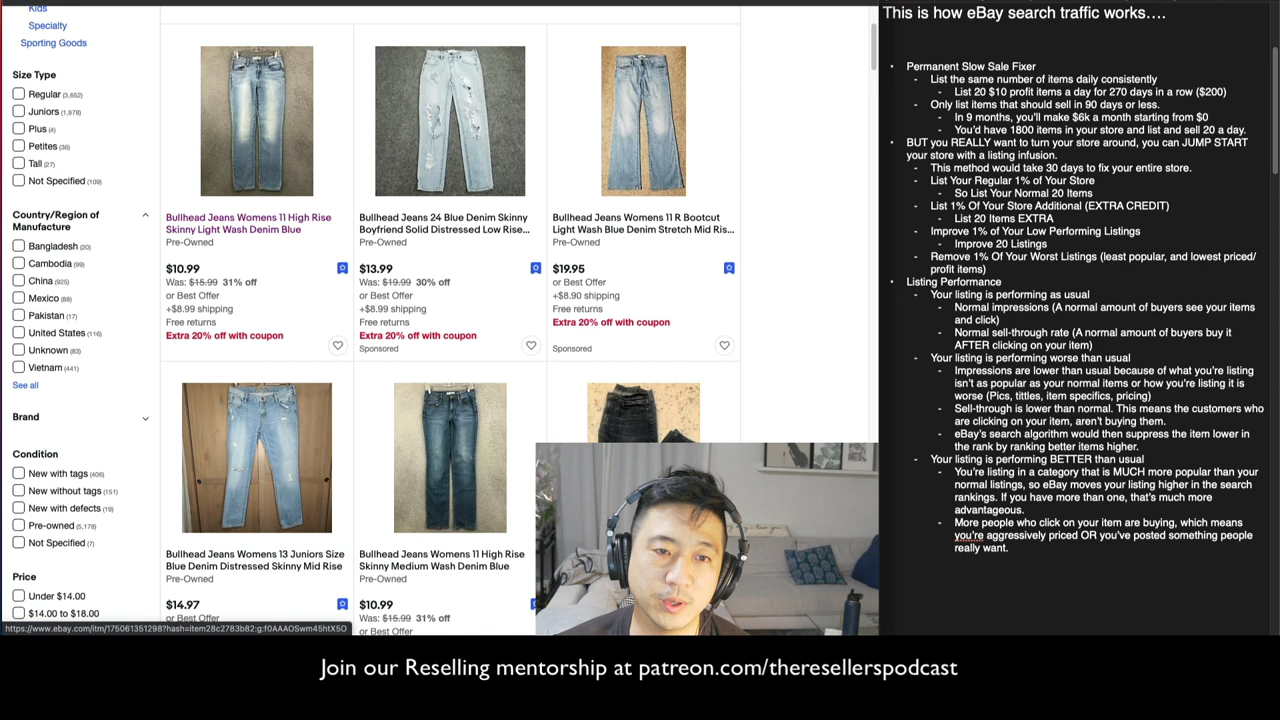 Kids
Specialty
Sporting Goods
Size Type
Regular (3,652)
Juniors (1,978)
Plus (4)
Petites (36)
Tall (27)
Not Specified (109)
Country/Region of
Manufacture
Bangladesh (20)
Cambodia (99)
China (925)
Mexico (88)
Pakistan (17)
United States (116)
Unknown (83)
Vietnam (441)
See all
Brand
Condition
New with tags (406)
New without tags (151)
New with defects (19)
Pre-owned (5,178)
Not Specified (7)
Price
Under $14.00
$14.00 to $18.00
https://www.ebay.com/itm/175061351298?hash=item28c2783b82:g:f0AAAOSwm45htX5O
Bullhead Jeans Womens 11 High Rise
Skinny Light Wash Denim Blue
Pre-Owned
$10.99
Was: $15.99 31% off
or Best Offer
+$8.99 shipping
Free returns
Extra 20% off with coupon
Bullhead Jeans 24 Blue Denim Skinny
Boyfriend Solid Distressed Low Rise...
Pre-Owned
$13.99
Was: $19.99 30% off
or Best Offer
+$8.99 shipping
Free returns
Extra 20% off with coupon
Sponsored
Bullhead Jeans Womens 11 R Bootcut
Light Wash Blue Denim Stretch Mid Ris...
Pre-Owned
$19.95
or Best Offer
+$8.90 shipping
Free returns
Extra 20% off with coupon
Sponsored
Bullhead Jeans Womens 13 Juniors Size
Blue Denim Distressed Skinny Mid Rise
Pre-Owned
$14.97
or Best Offer
Bullhead Jeans Womens 11 High Rise
Skinny Medium Wash Denim Blue
Pre-Owned
$10.99
Was: $15.99 31% off
or Best Offer
This is how eBay search traffic works....
• Permanent Slow Sale Fixer
- List the same number of items daily consistently
- List 20 $10 profit items a day for 270 days in a row ($200)
- Only list items that should sell in 90 days or less.
- In 9 months, you'll make $6k a month starting from $0
- You'd have 1800 items in your store and list and sell 20 a day.
• BUT you REALLY want to turn your store around, you can JUMP START
your store with a listing infusion.
- This method would take 30 days to fix your entire store.
- List Your Regular 1% of Your Store
- So List Your Normal 20 Items
- List 1% Of Your Store Additional (EXTRA CREDIT)
- List 20 Items EXTRA
- Improve 1% of Your Low Performing Listings
- Improve 20 Listings
- Remove 1% Of Your Worst Listings (least popular, and lowest priced/
profit items)
• Listing Performance
- Your listing is performing as usual
- Normal impressions (A normal amount of buyers see your items
and click)
- Normal sell-through rate (A normal amount of buyers buy it
AFTER clicking on your item)
- Your listing is performing worse than usual
- Impressions are lower than usual because of what you're listing
isn't as popular as your normal items or how you're listing it is
worse (Pics, titles, item specifics, pricing)
- Sell-through is lower than normal. This means the customers who
are clicking on your item, aren't buying them.
- eBay's search algorithm would then suppress the item lower in
the rank by ranking better items higher.
- Your listing is performing BETTER than usual
- You're listing in a category that is MUCH more popular than your
normal listings, so eBay moves your listing higher in the search
rankings. If you have more than one, that's much more
advantageous.
- More people who click on your item are buying, which means
you're aggressively priced OR you've posted something people
really want.
Join our Reselling mentorship at patreon.com/theresellerspodcast